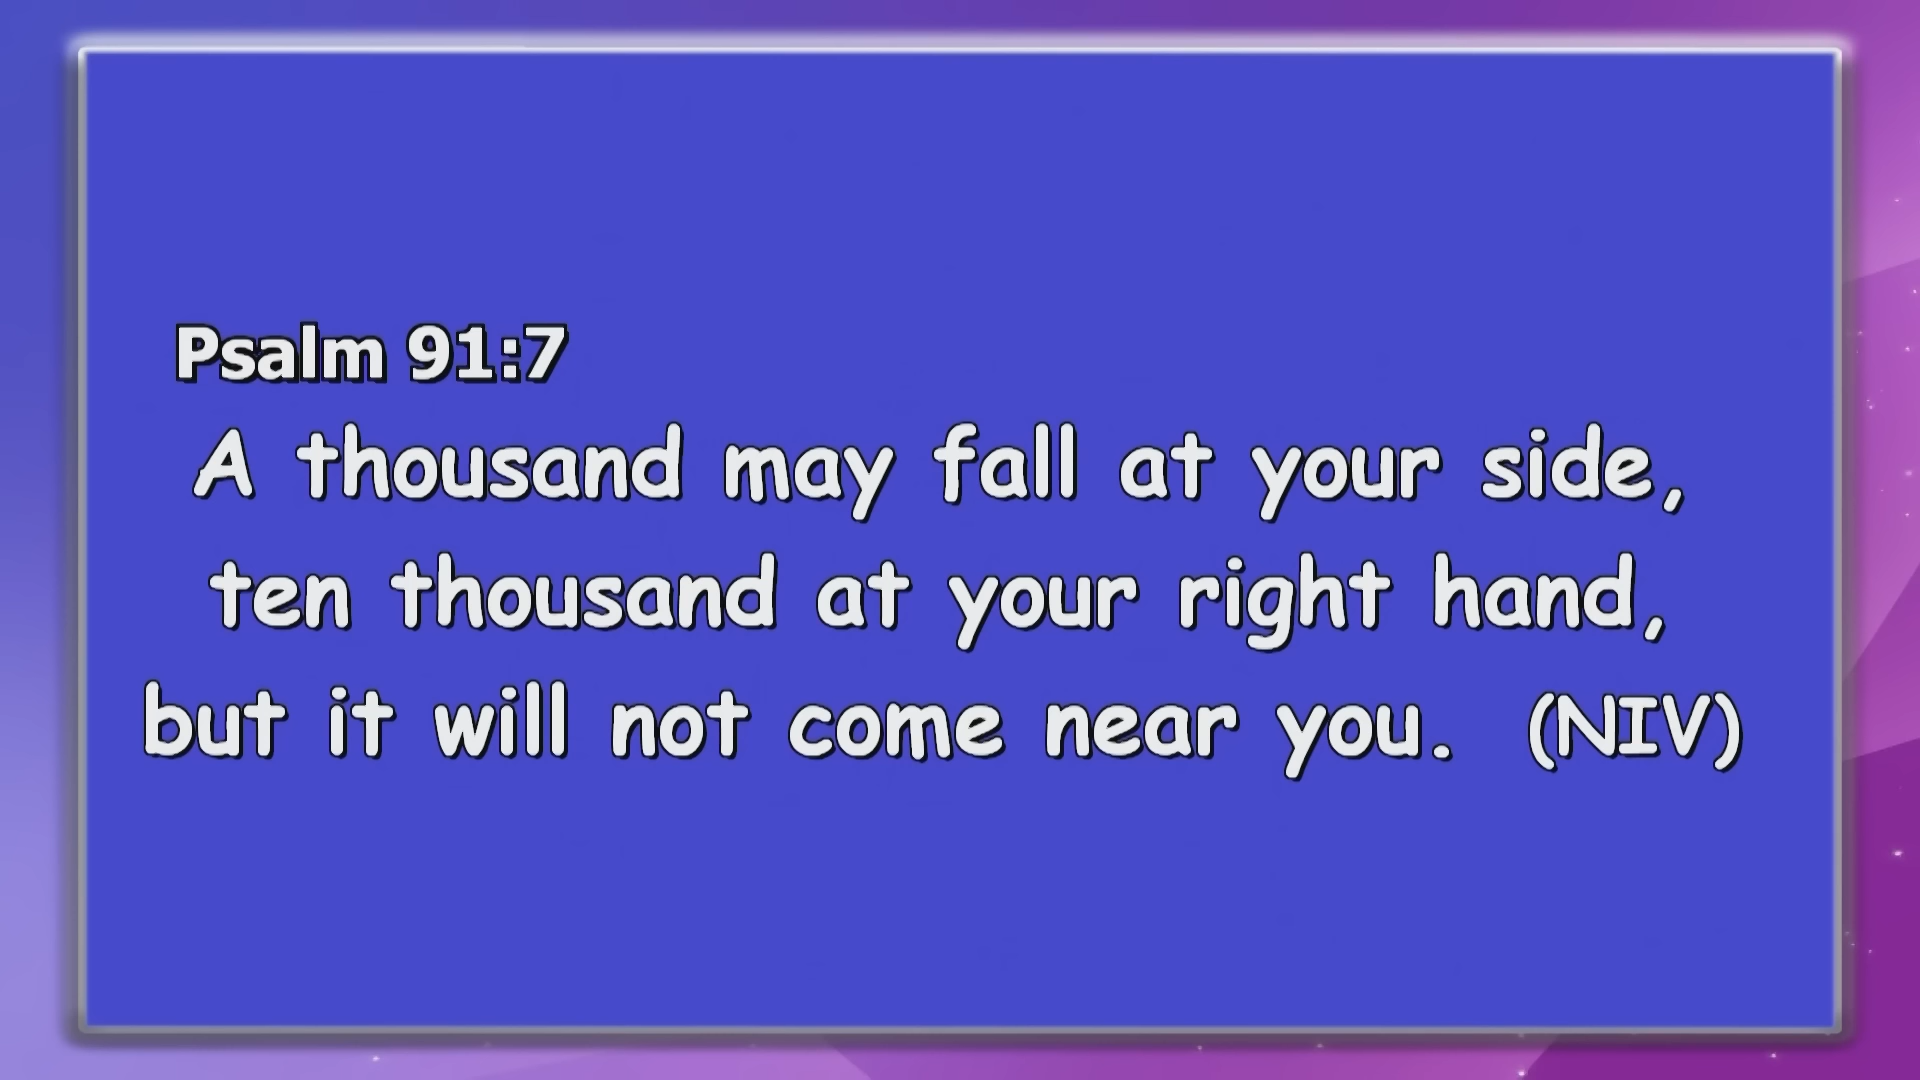 Psalm 91:7
A thousand may fall at your side,
ten thousand at your right hand,
but it will not come near you. (NIV)